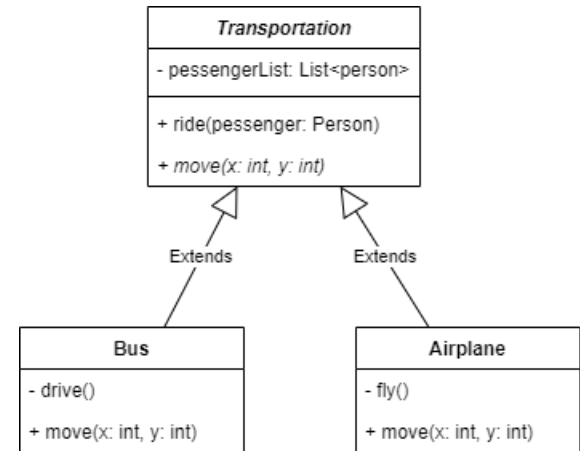 Transportation
- pessengerList: List<person>
+ ride(pessenger: Person)
+ move(x: int, y: int)
Extends
Extends
Bus
- drive()
+ move(x: int, y: int)
Airplane
- fly()
+ move(x: int, y: int)